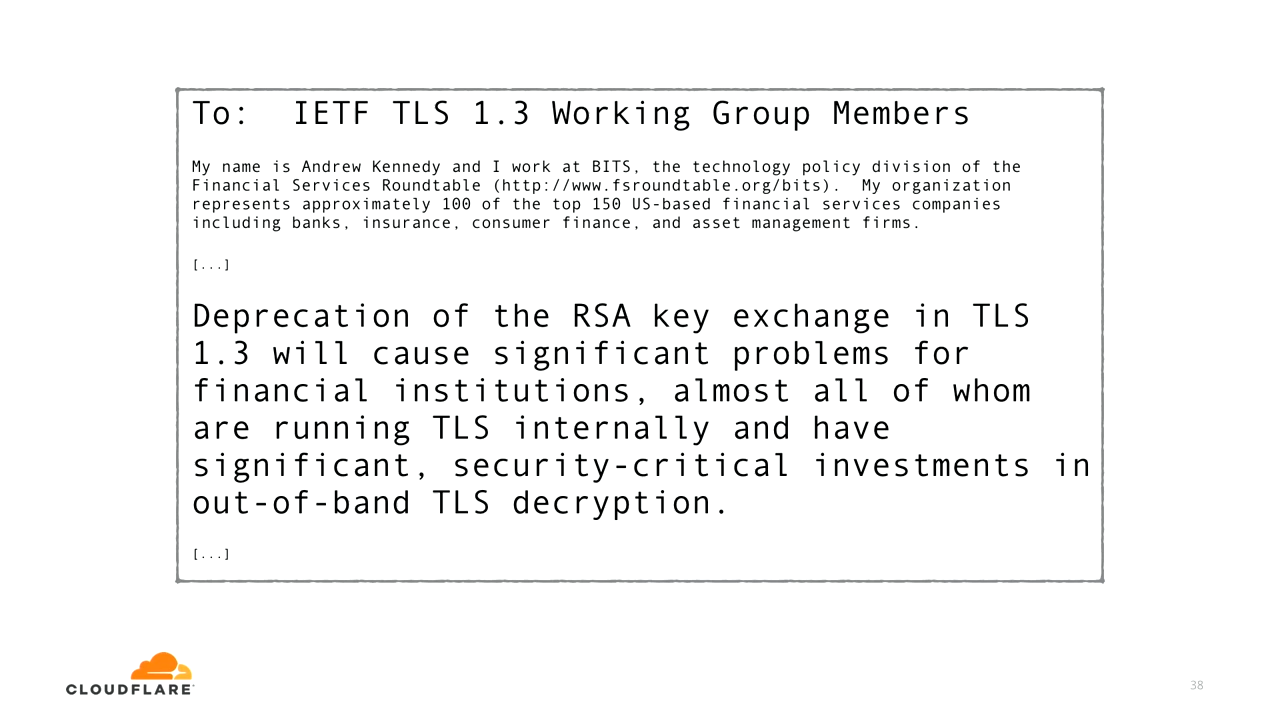 To:  IETF TLS 1.3 Working Group Members
My name is Andrew Kennedy and I work at BITS, the technology policy division of the
Financial Services Roundtable (http://www.fsroundtable.org/bits).  My organization
represents approximately 100 of the top 150 US-based financial services companies
including banks, insurance, consumer finance, and asset management firms.
[...]
Deprecation of the RSA key exchange in TLS
1.3 will cause significant problems for
financial institutions, almost all of whom
are running TLS internally and have
significant, security-critical investments in
out-of-band TLS decryption.
[...]
CLOUDFLARE
38